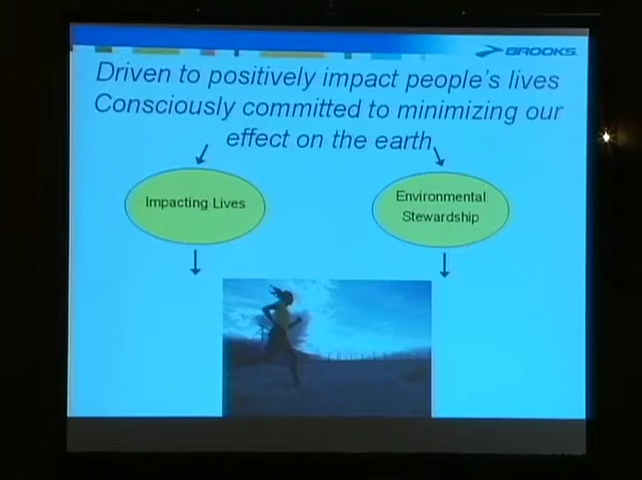 BROOKS
Driven to positively impact people's lives
Consciously committed to minimizing our
effect on the earth
Impacting Lives
Environmental
Stewardship